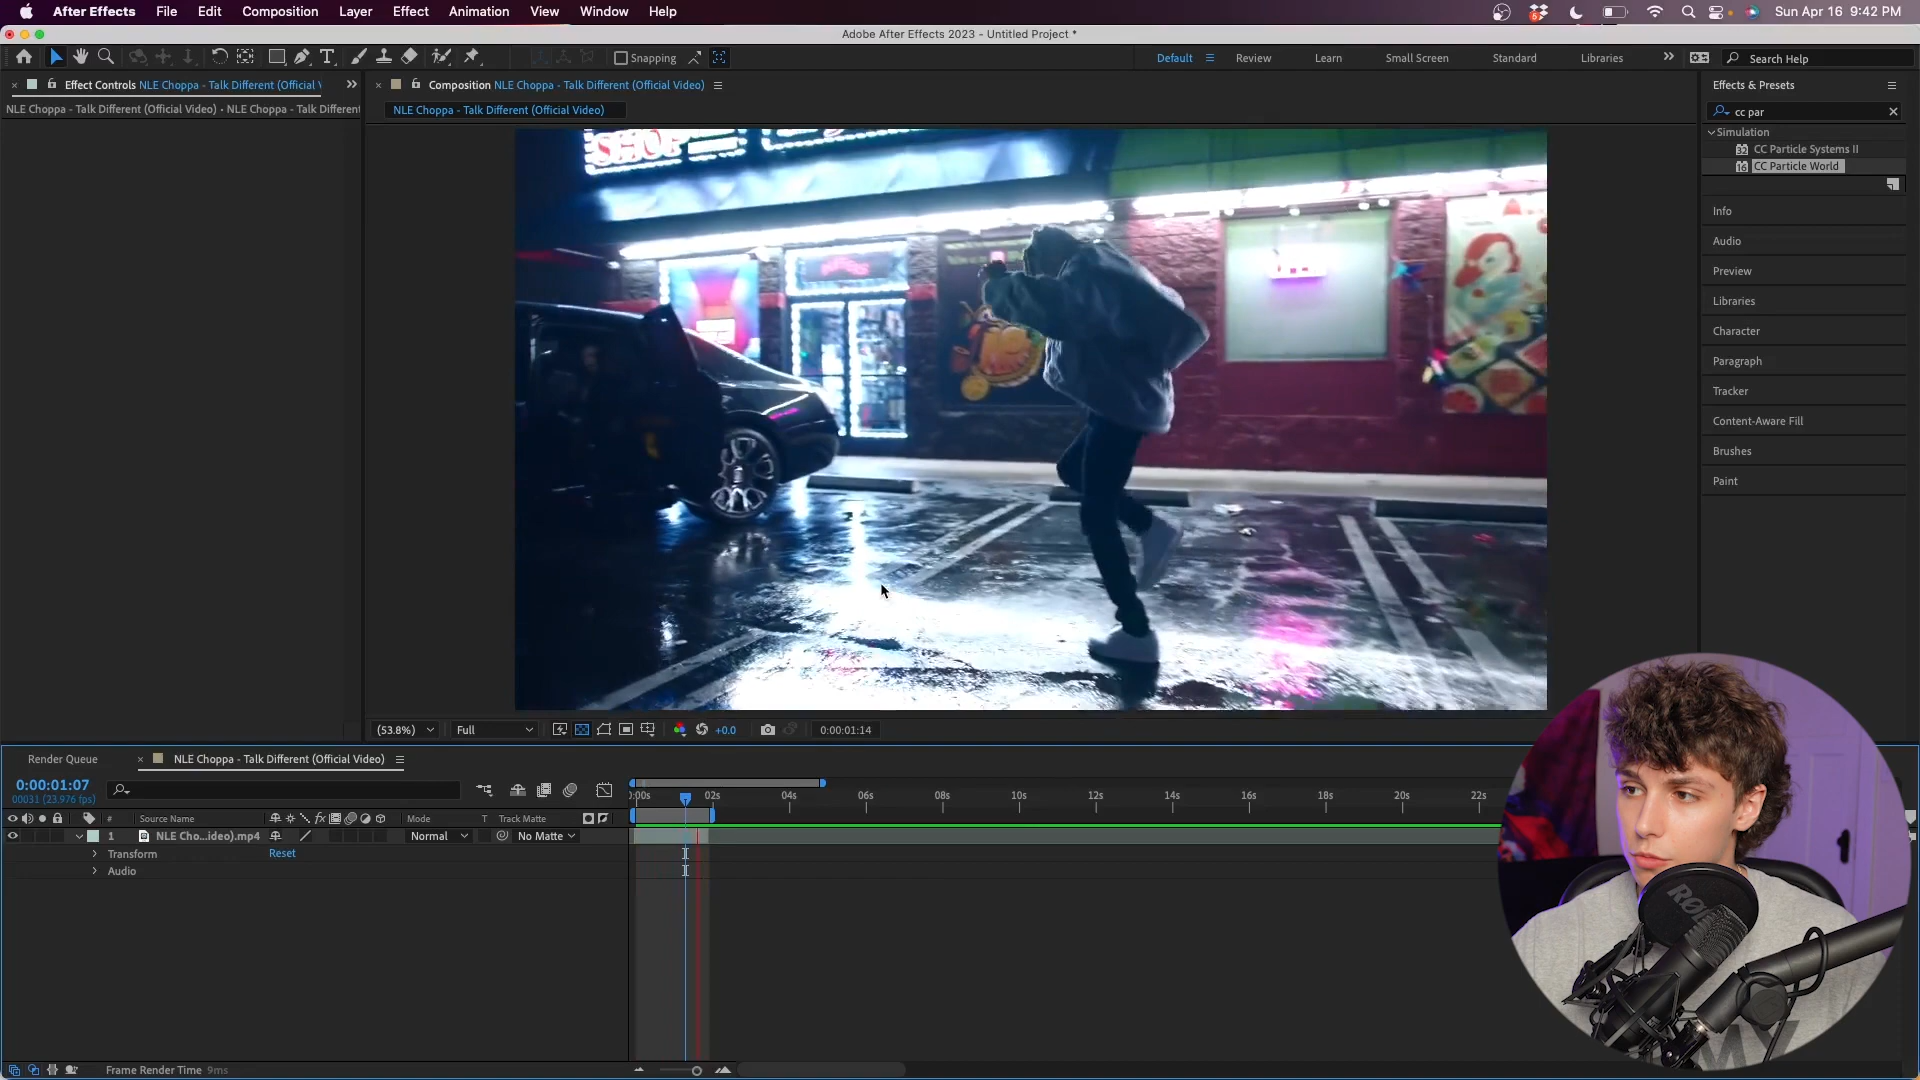 After Effects File Edit Composition Layer Effect Animation View Window Help
Sun Apr 16 9:42 PM
Adobe After Effects 2023 - Untitled Project *
Snapping
Default Review Learn Small Screen Standard Libraries
Search Help
Effect Controls NLE Choppa - Talk Different (Official V
NLE Choppa - Talk Different (Official Video) • NLE Choppa - Talk Different
Composition NLE Choppa - Talk Different (Official Video)
NLE Choppa - Talk Different (Official Video)
SHOP
Effects & Presets
cc par
Simulation
CC Particle Systems II
CC Particle World
Info
Audio
Preview
Libraries
Character
Paragraph
Tracker
Content-Aware Fill
Brushes
Paint
(53.8%) Full +0.0 0:00:01:14
Render Queue
NLE Choppa - Talk Different (Official Video)
0:00:01:07
00031 (23.976 fps)
):00s 02s 04s 06s 08s 10s 12s 14s 16s 18s 20s 22s
# Source Name Mode T Track Matte
1 NLE Cho...ideo).mp4 Normal No Matte
Transform Reset
Audio
RØDE
Frame Render Time 9ms